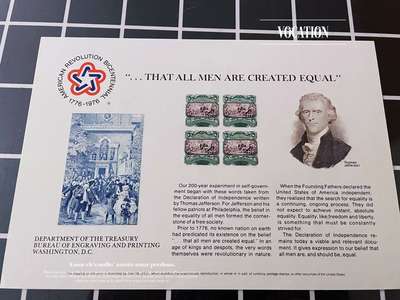 VOCATION
AMERICAN REVOLUTION BICENTENNIAL
1776-1976
"... THAT ALL MEN ARE CREATED EQUAL"
THOMAS
JEFFERSON
DEPARTMENT OF THE TREASURY
BUREAU OF ENGRAVING AND PRINTING
WASHINGTON, D.C.
Our 200-year experiment in self-govern-
ment began with these words taken from
the Declaration of Independence written
by Thomas Jefferson. For Jefferson and his
fellow patriots at Philadelphia, the belief in
the equality of all men formed the corner-
stone of a free society.
Prior to 1776, no known nation on earth
had predicated its existence on the belief
that all men are created equal. In an
age of kings and despots, the very words
themselves were revolutionary in nature.
When the Founding Fathers declared the
United States of America independent,
they realized that the search for equality is
a continuing, ongoing process. They did
not expect to achieve instant, absolute
equality. Equality, like freedom and liberty,
is something that must be constantly
strived for.
The Declaration of Independence re-
mains today a viable and relevant docu-
ment. It gives expression to our belief that
all men are, and should be, equal.